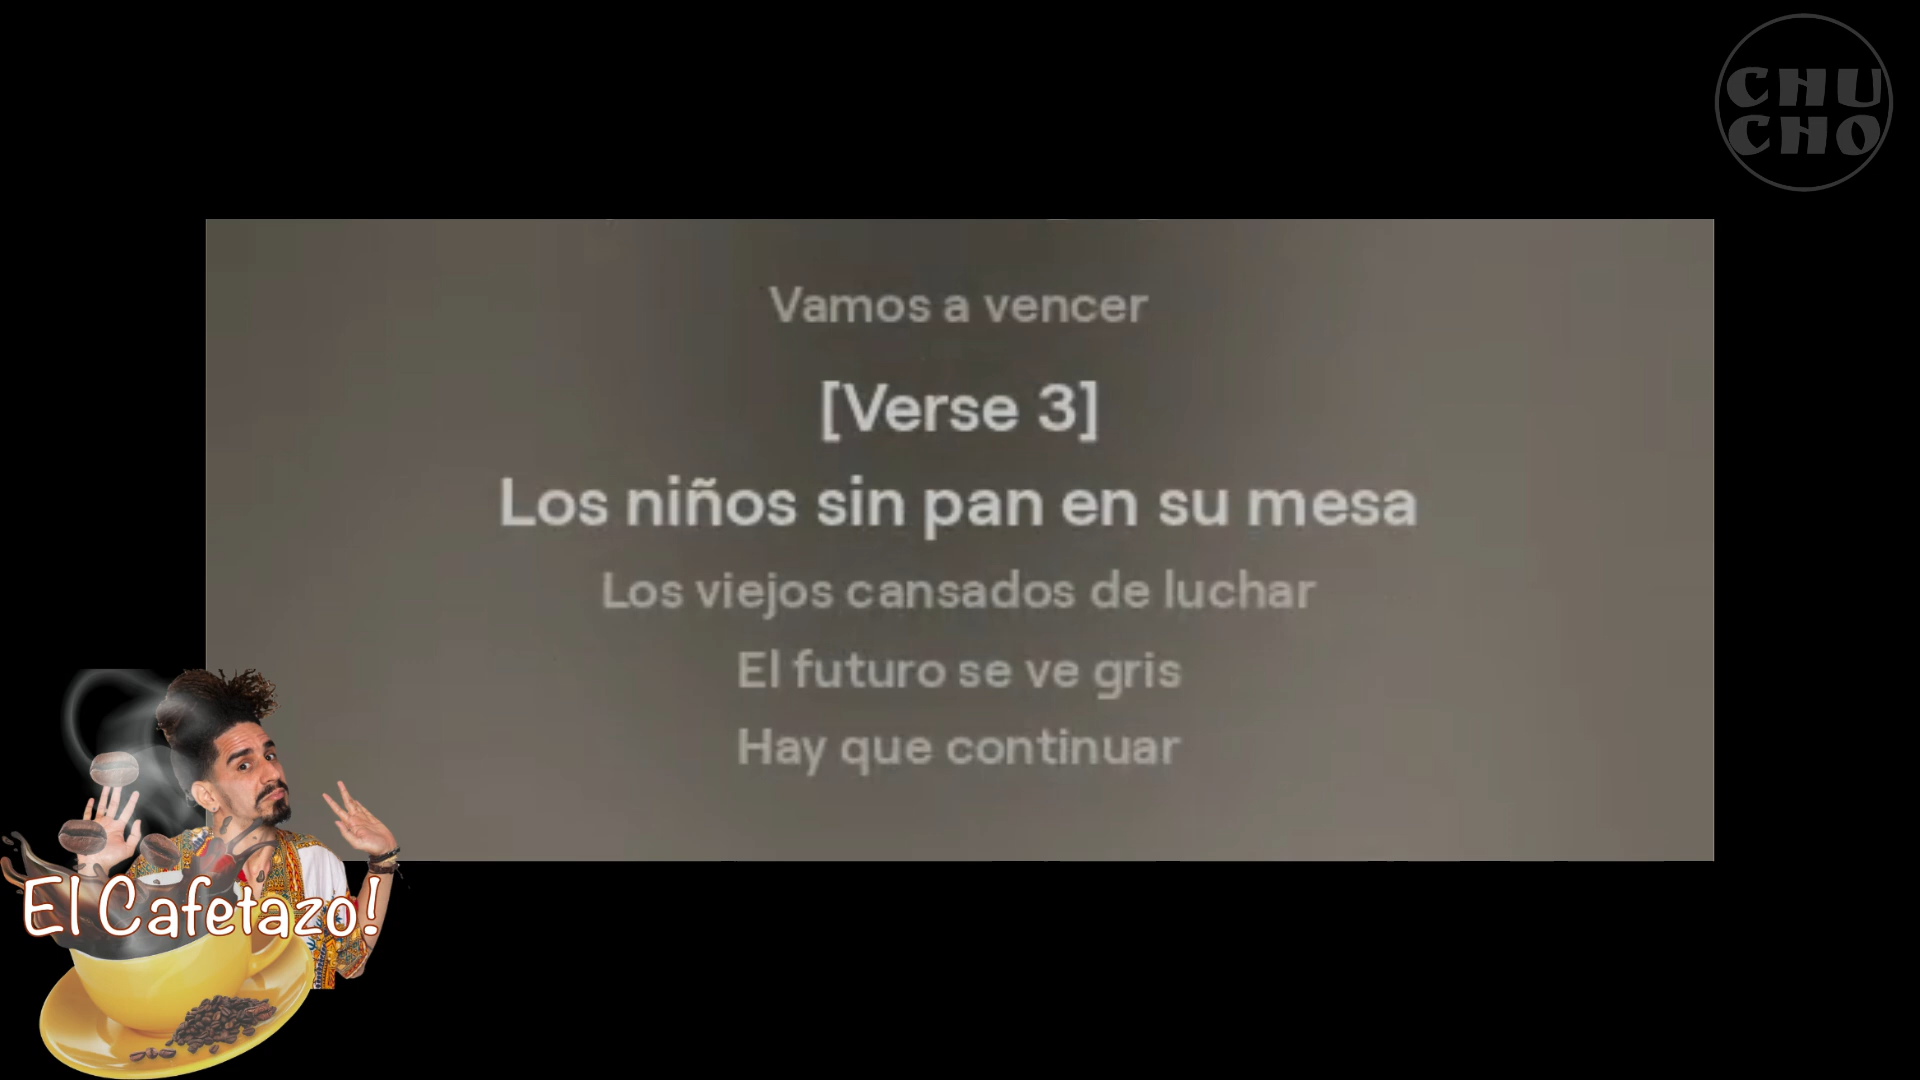 CHU
CHO
Vamos a vencer
[Verse 3]
Los niños sin pan en su mesa
Los viejos cansados de luchar
El futuro se ve gris
Hay que continuar
El Cafetazo!